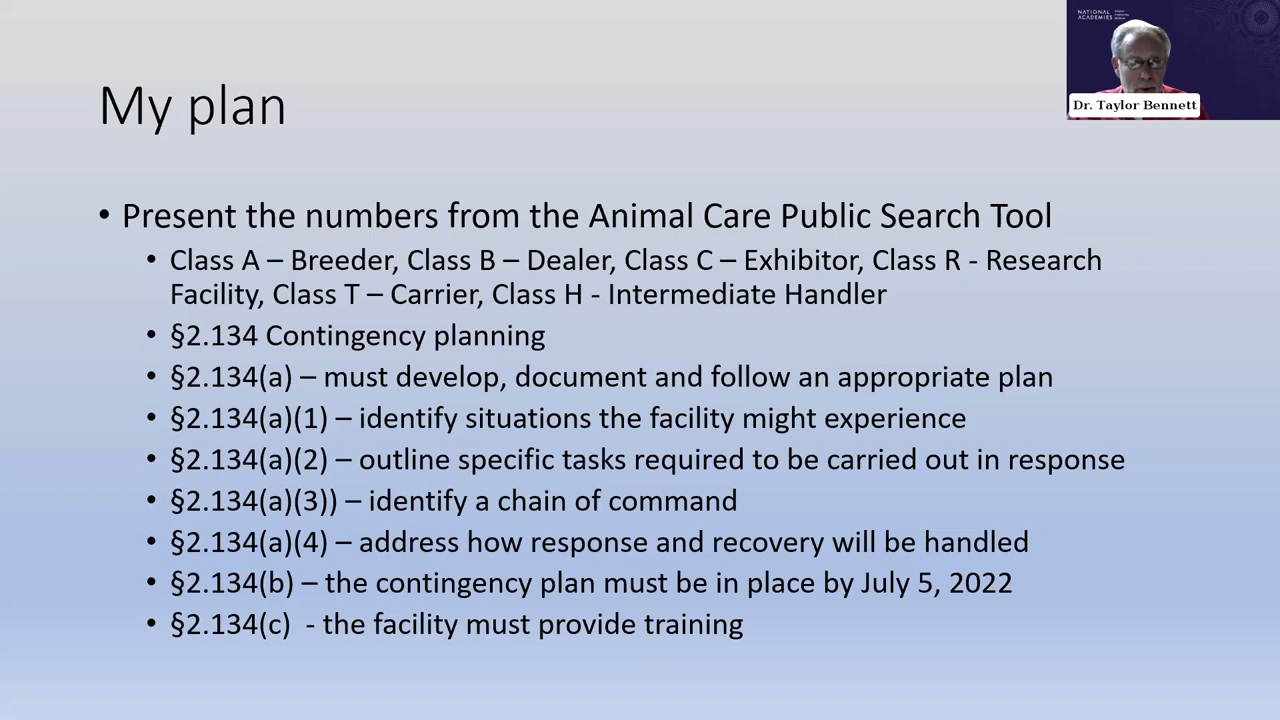 NATIONAL
ACADEMIES
Dr. Taylor Bennett
My plan
• Present the numbers from the Animal Care Public Search Tool
• Class A – Breeder, Class B – Dealer, Class C – Exhibitor, Class R - Research
Facility, Class T – Carrier, Class H - Intermediate Handler
• §2.134 Contingency planning
• §2.134(a) – must develop, document and follow an appropriate plan
• §2.134(a)(1) – identify situations the facility might experience
• §2.134(a)(2) – outline specific tasks required to be carried out in response
• §2.134(a)(3)) – identify a chain of command
• §2.134(a)(4) – address how response and recovery will be handled
• §2.134(b) – the contingency plan must be in place by July 5, 2022
• §2.134(c)  - the facility must provide training